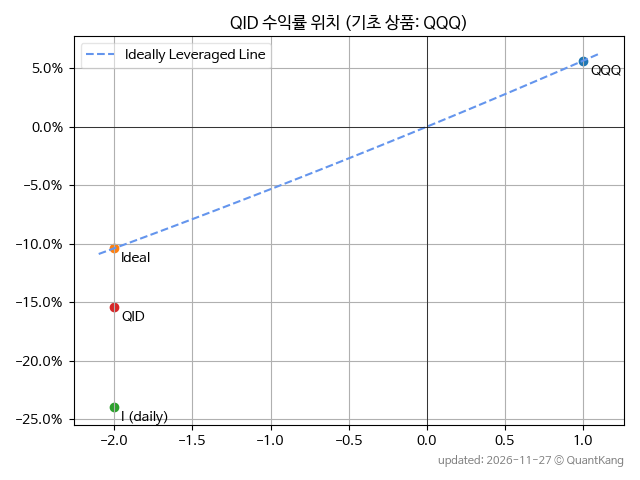 QID 수익률 위치 (기초 상품: QQQ)
Ideally Leveraged Line
5.0%
QQQ
0.0%
−5.0%
−10.0%
Ideal
−15.0%
QID
−20.0%
−25.0%
I (daily)
−2.0 −1.5 −1.0 −0.5 0.0 0.5 1.0
updated: 2026-11-27 © QuantKang